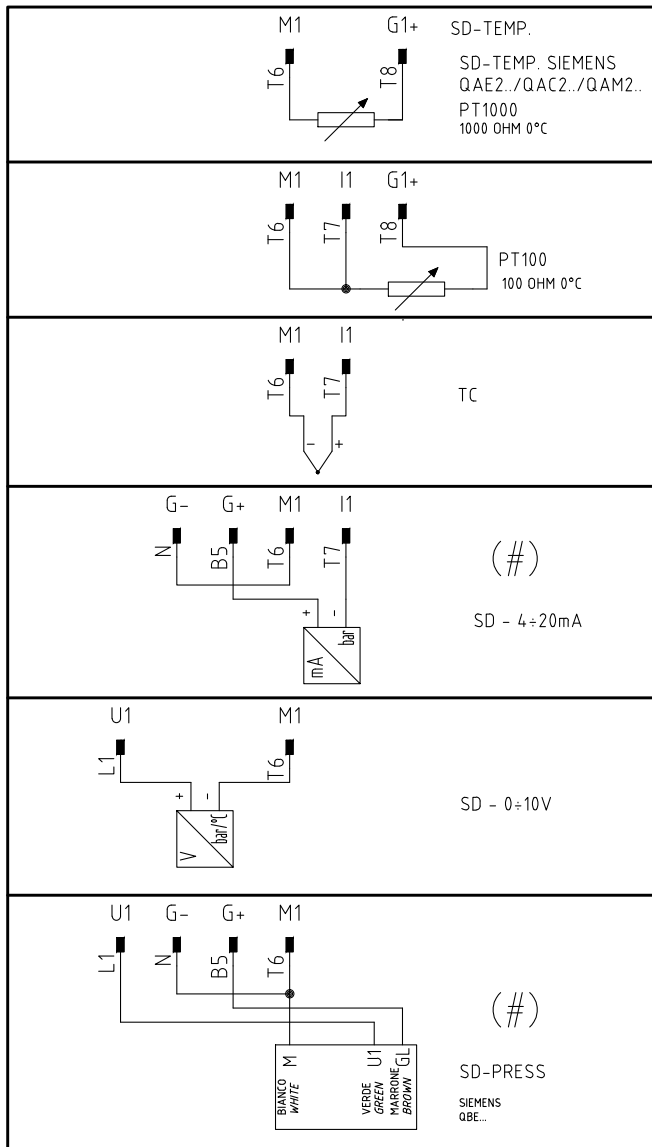 M1 G1+ SD-TEMP.
T6 T8
SD-TEMP. SIEMENS
QAE2../QAC2../QAM2..
PT1000
1000 OHM 0°C
M1 I1 G1+
T6 T7 T8
PT100
100 OHM 0°C
M1 I1
T6 T7
TC
- +
G- G+ M1 I1
N B5 T6 T7
(#)
+ -
SD - 4÷20mA
mA bar
U1 M1
L1 T6
+ -
SD - 0÷10V
V bar/°C
U1 G- G+ M1
L1 N B5 T6
(#)
M U1 GL
BIANCO VERDE MARRONE
WHITE GREEN BROWN
SD-PRESS
SIEMENS
QBE...